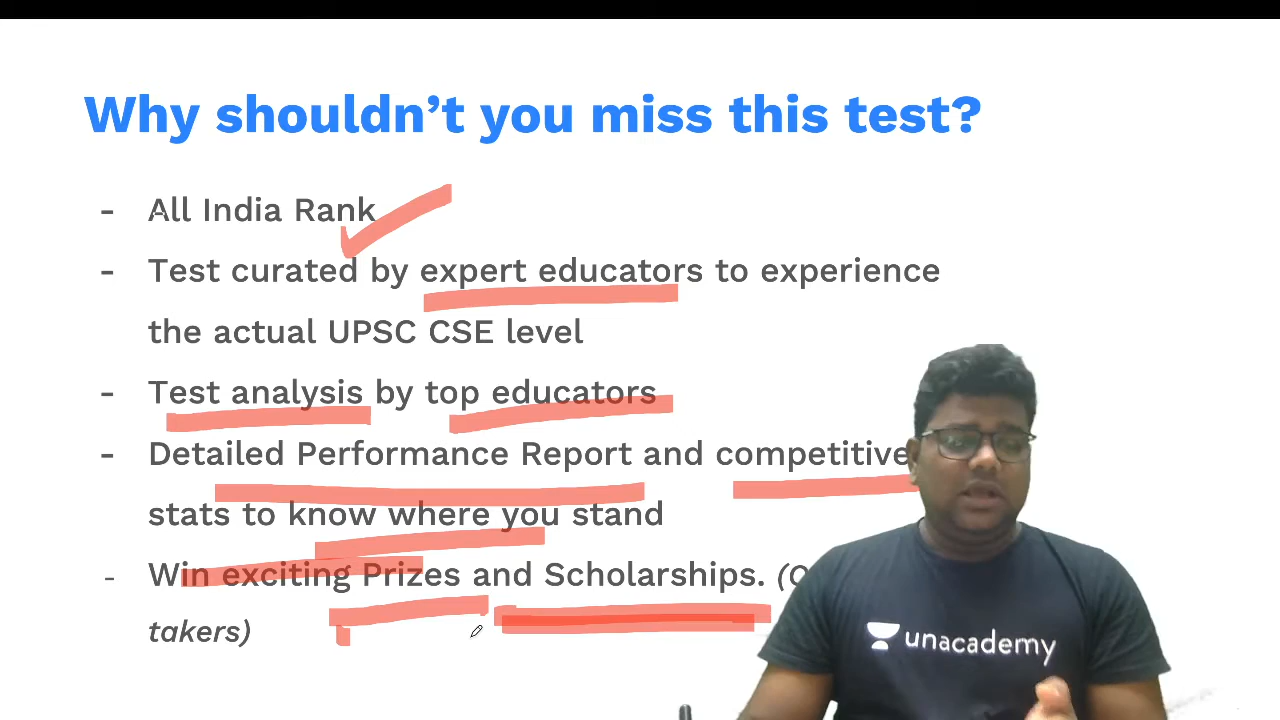 Why shouldn't you miss this test?
- All India Rank
- Test curated by expert educators to experience
the actual UPSC CSE level
- Test analysis by top educators
- Detailed Performance Report and competitive
stats to know where you stand
- Win exciting Prizes and Scholarships.
takers)
unacademy